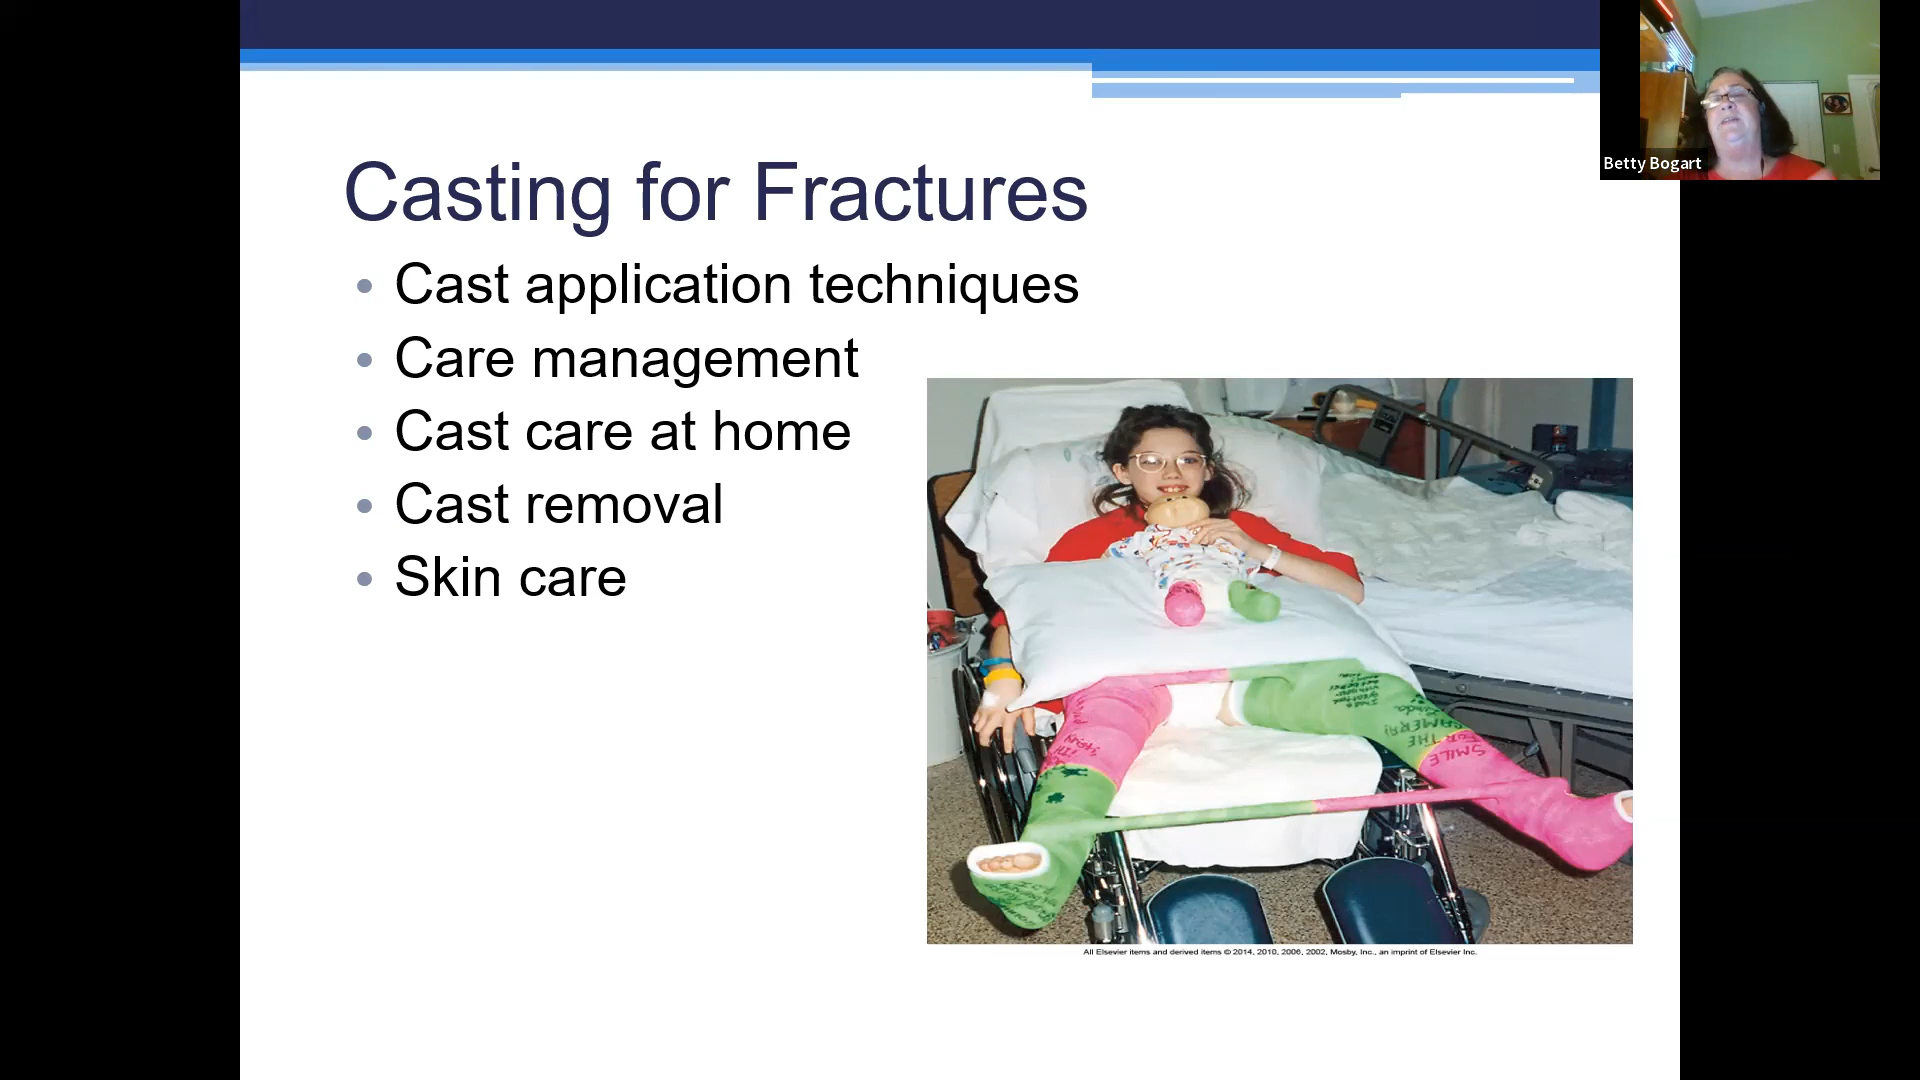 Casting for Fractures
• Cast application techniques
• Care management
• Cast care at home
• Cast removal
• Skin care
Betty Bogart
SMILE
FOR THE
CAMERA!
All Elsevier items and derived items © 2014, 2010, 2006, 2002, Mosby, Inc., an imprint of Elsevier Inc.